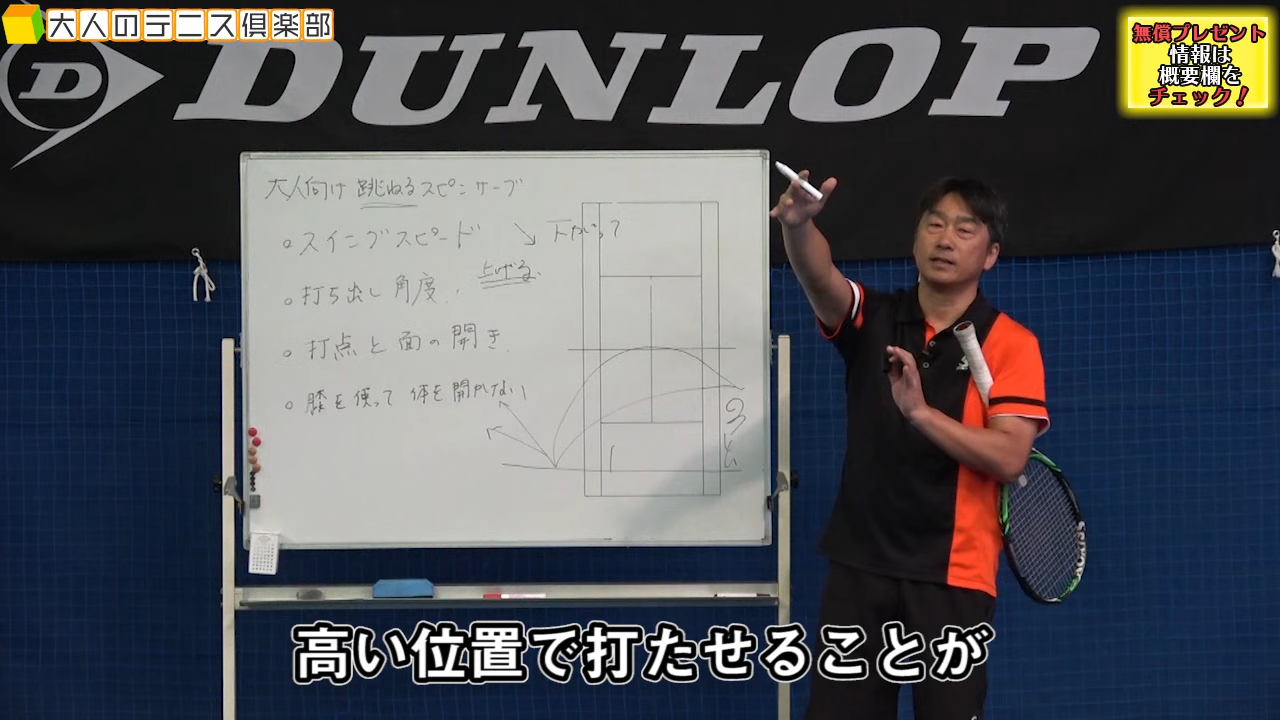 大人のテニス倶楽部
DUNLOP
D
無償プレゼント
情報は
概要欄を
チェック!
大人向け 跳ねるスピンサーブ
○スイングスピード
○打ち出し角度. 上げる.
○打点と面の開き.
○膝を使って 体を開かない
高い位置で打たせることが